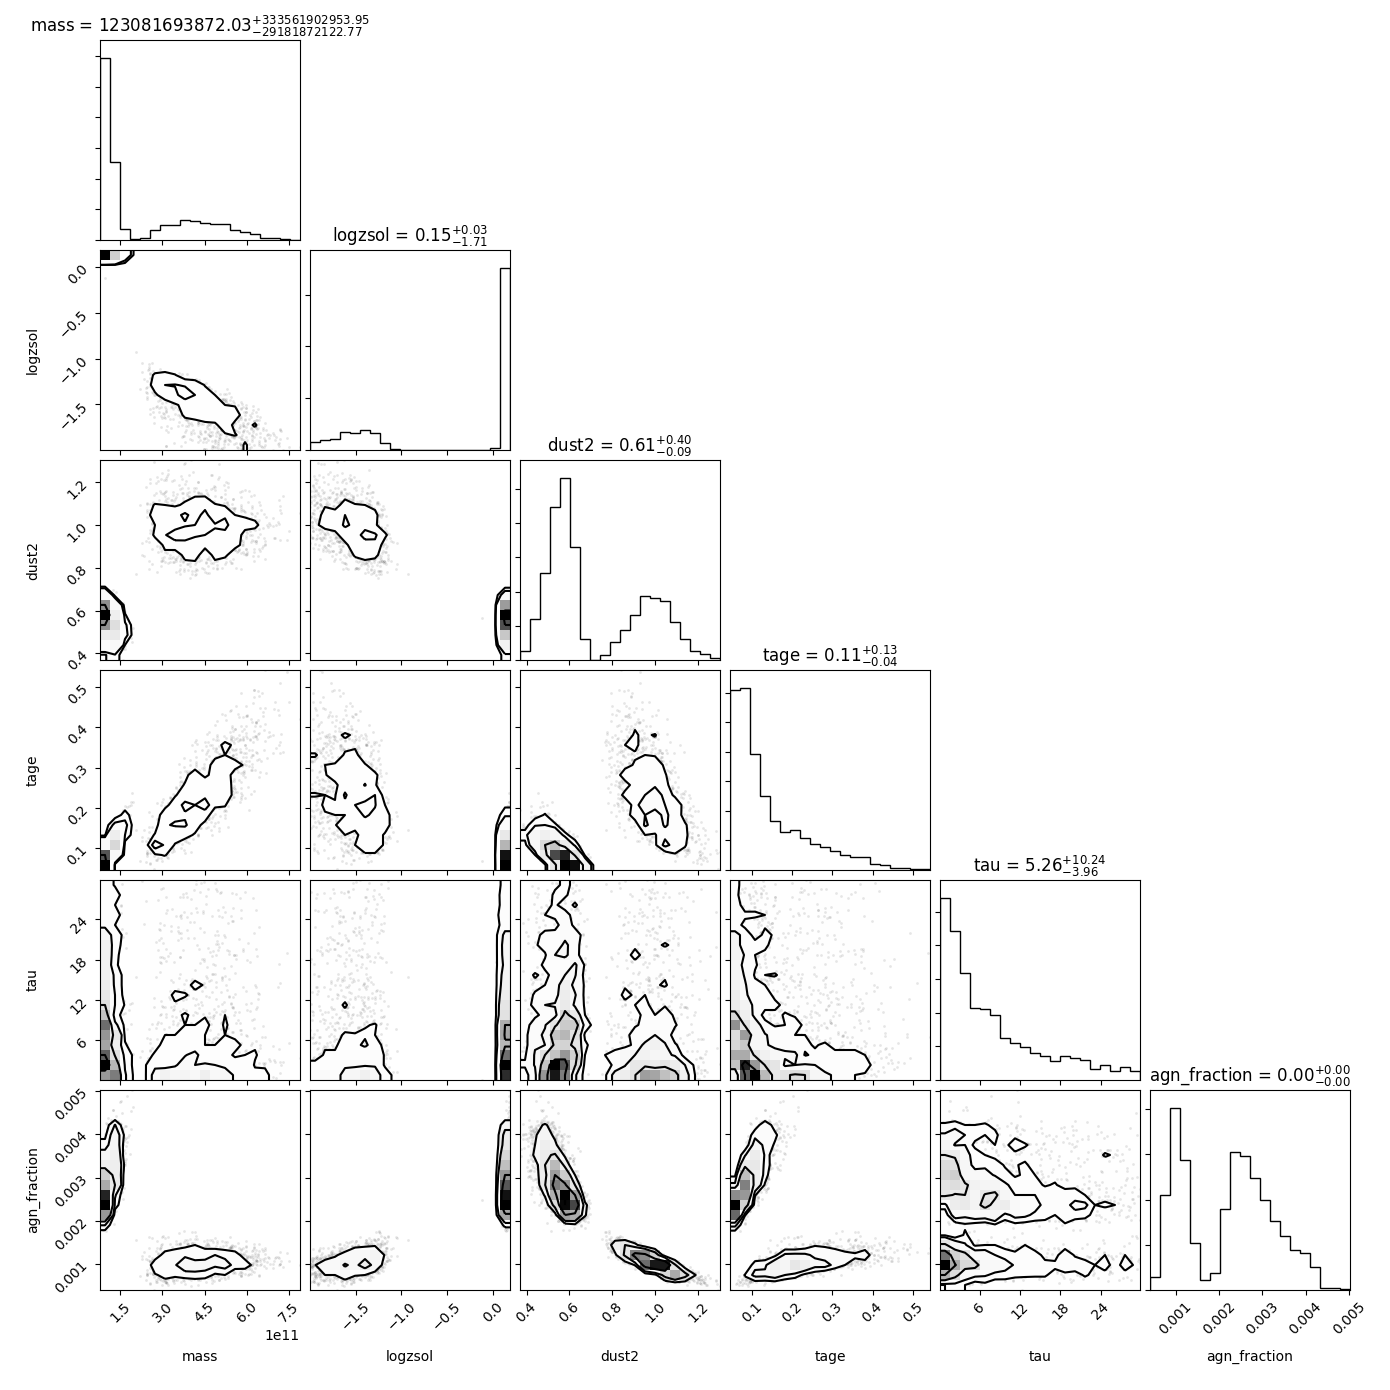 mass = 123081693872.03+333561902953.95−29181872122.77
logzsol = 0.15+0.03−1.71
0.0
−0.5
−1.0
−1.5
logzsol
dust2 = 0.61+0.40−0.09
1.2
1.0
0.8
0.6
0.4
dust2
tage = 0.11+0.13−0.04
0.5
0.4
0.3
0.2
0.1
tage
tau = 5.26+10.24−3.96
24
18
12
6
tau
agn_fraction = 0.00+0.00−0.00
0.005
0.004
0.003
0.002
0.001
agn_fraction
1.5 3.0 4.5 6.0 7.5 −1.5 −1.0 −0.5 0.0 0.4 0.6 0.8 1.0 1.2 0.1 0.2 0.3 0.4 0.5 6 12 18 24 0.001 0.002 0.003 0.004 0.005
1e11
mass logzsol dust2 tage tau agn_fraction